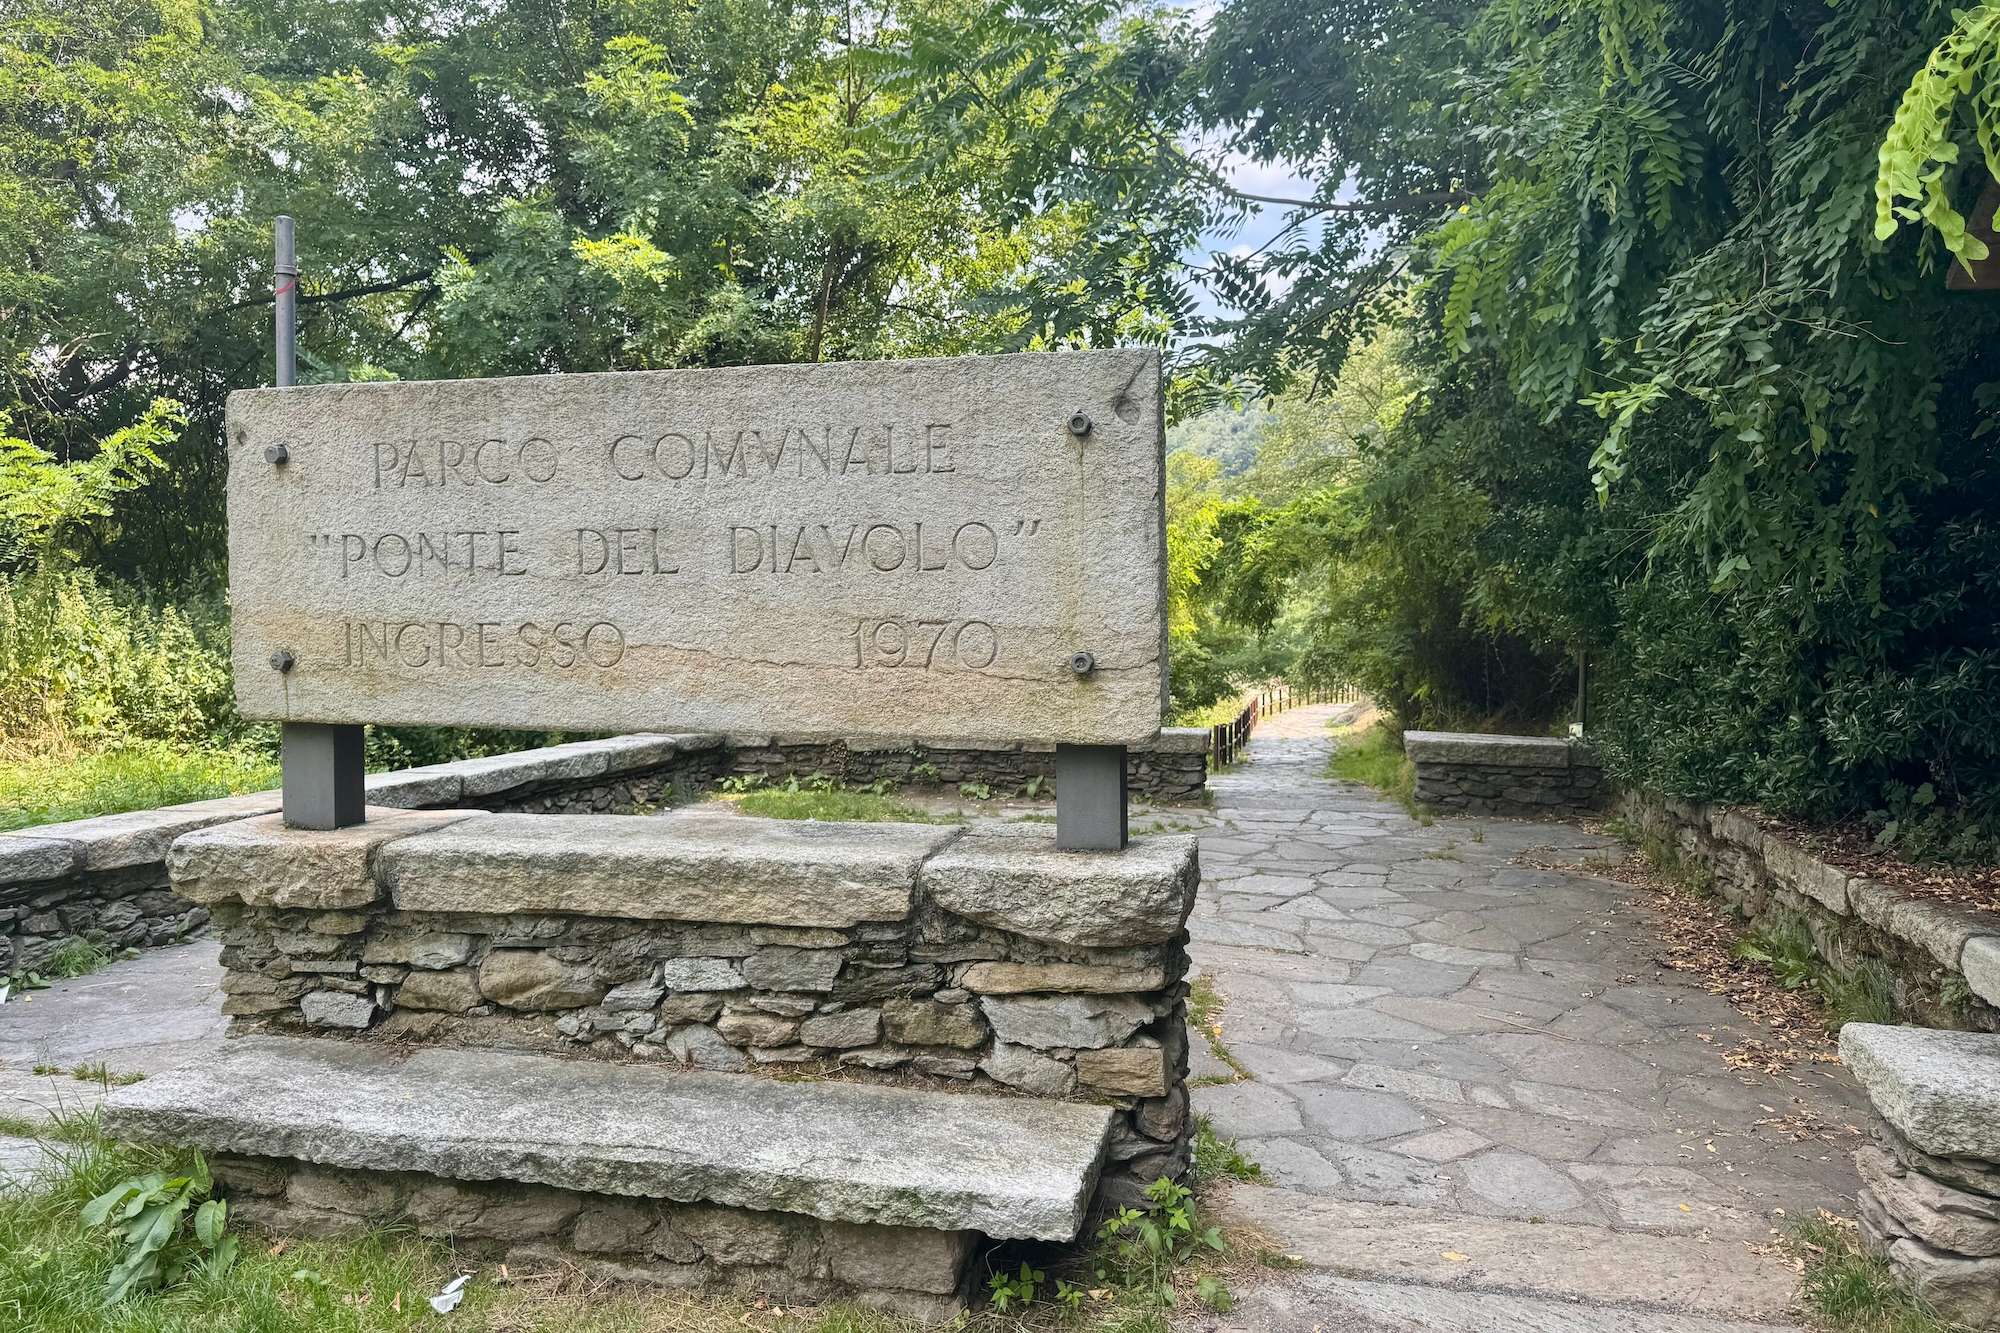 PARCO COMVNALE
"PONTE DEL DIAVOLO"
INGRESSO 1970